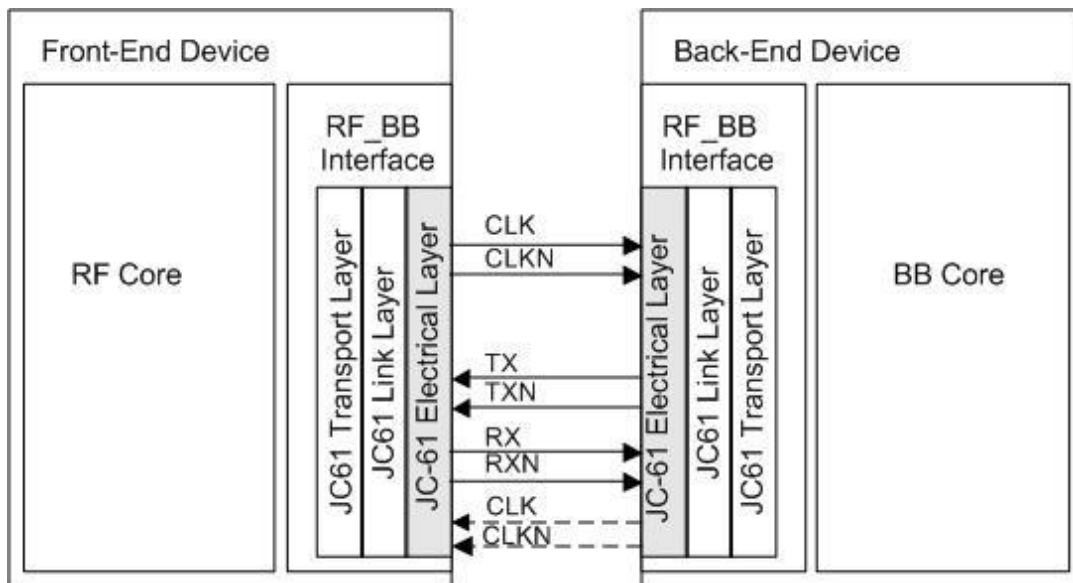 Front-End Device
Back-End Device
RF Core
RF_BB
Interface
JC61 Transport Layer
JC61 Link Layer
JC-61 Electrical Layer
CLK
CLKN
TX
TXN
RX
RXN
CLK
CLKN
RF_BB
Interface
JC-61 Electrical Layer
JC61 Link Layer
JC61 Transport Layer
BB Core